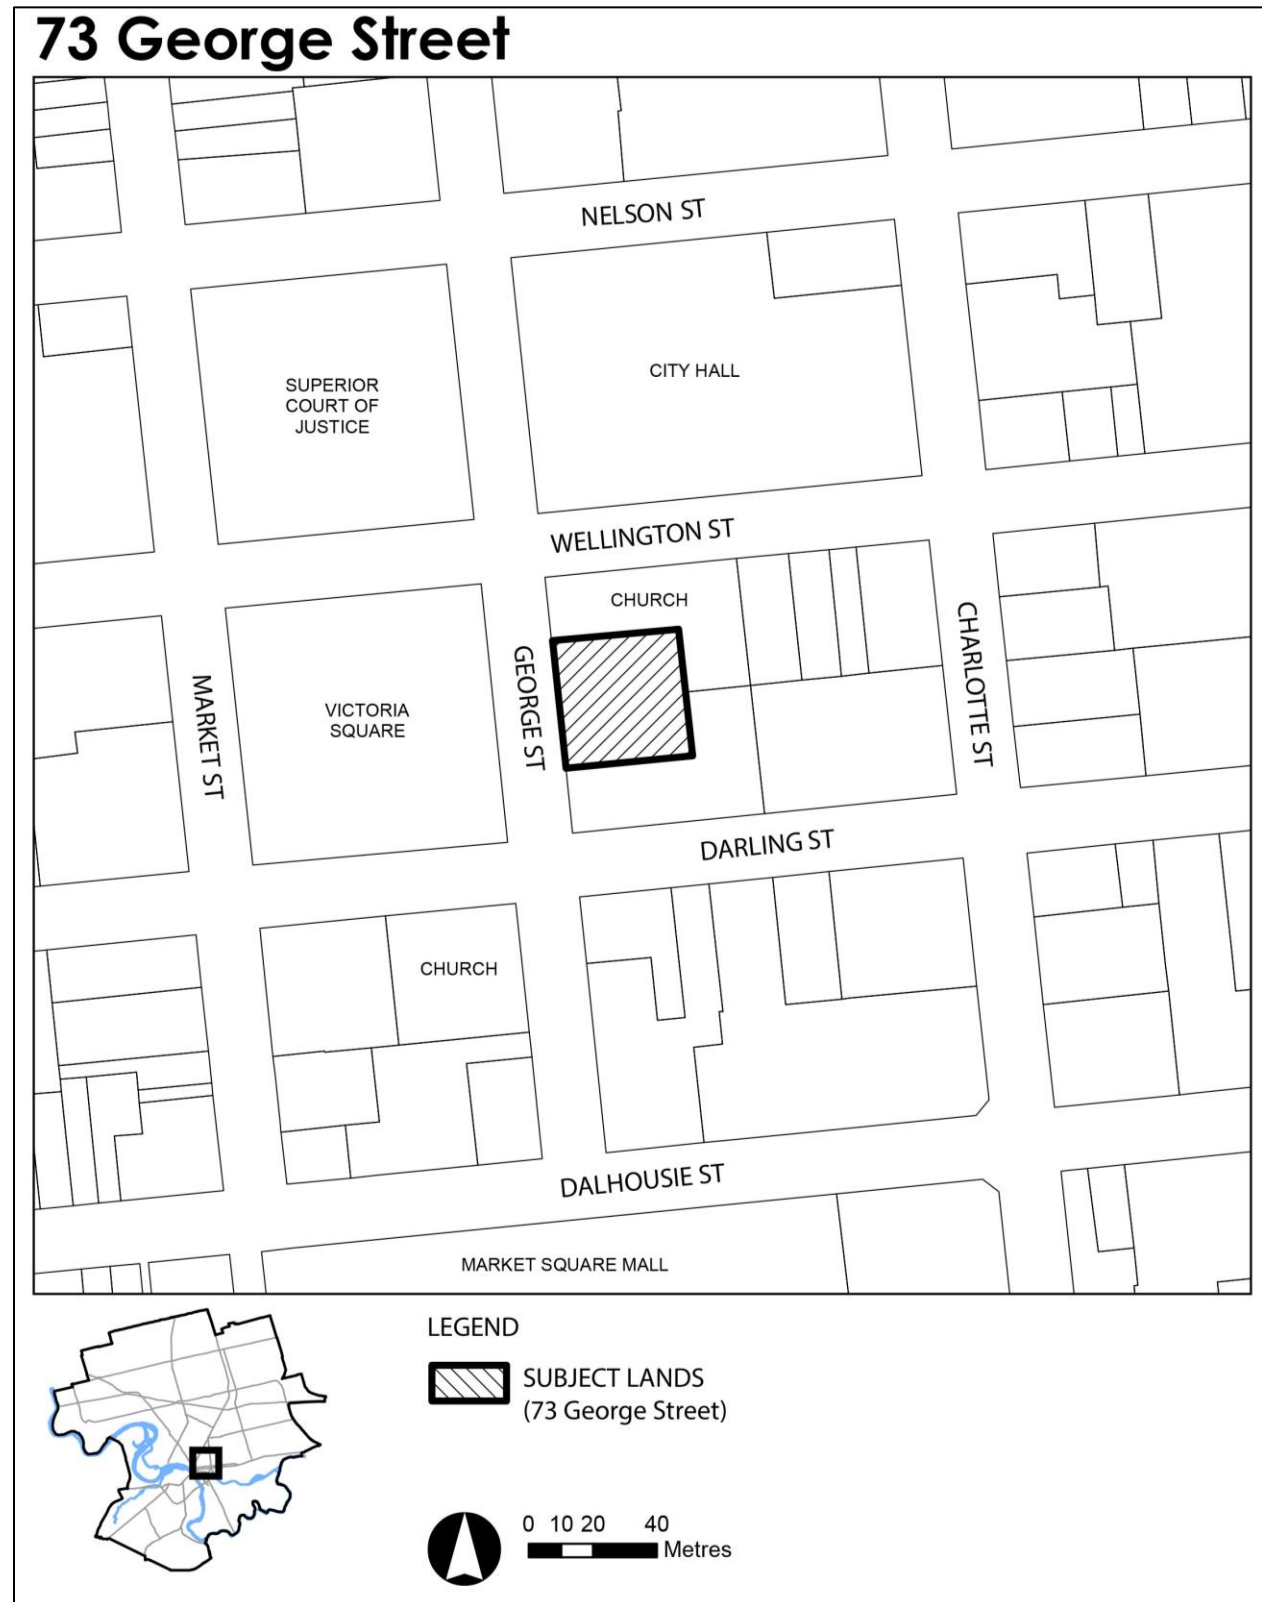 73 George Street
NELSON ST
SUPERIOR
COURT OF
JUSTICE
CITY HALL
WELLINGTON ST
CHURCH
MARKET ST
VICTORIA
SQUARE
GEORGE ST
CHARLOTTE ST
DARLING ST
CHURCH
DALHOUSIE ST
MARKET SQUARE MALL
LEGEND
SUBJECT LANDS
(73 George Street)
0 10 20 40
Metres